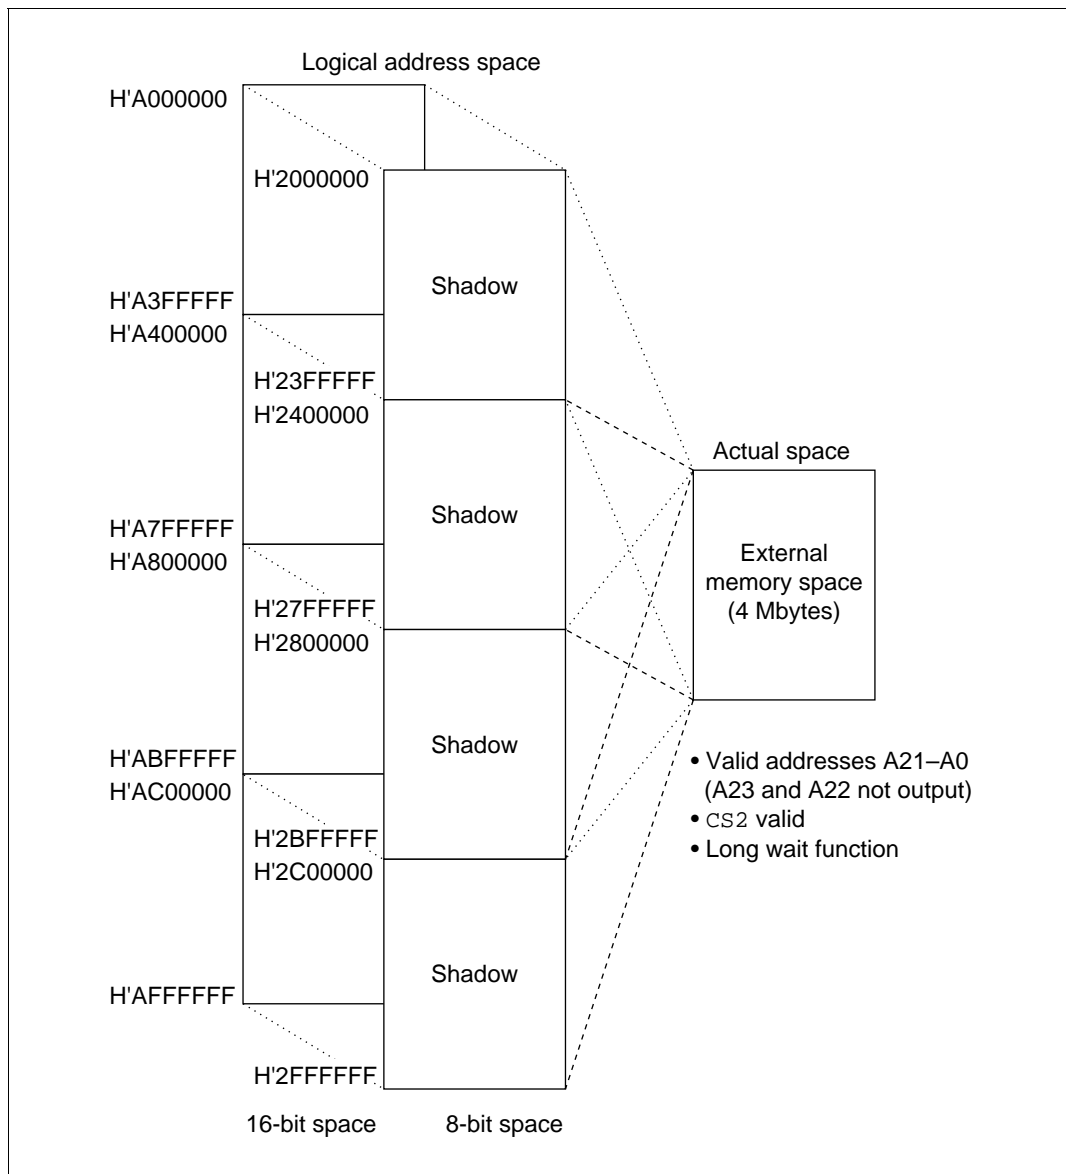 Logical address space
H'A000000
H'2000000
Shadow
H'A3FFFFF
H'A400000
H'23FFFFF
H'2400000
Actual space
Shadow
H'A7FFFFF
H'A800000
External
memory space
(4 Mbytes)
H'27FFFFF
H'2800000
Shadow
H'ABFFFFF
H'AC00000
• Valid addresses A21–A0
(A23 and A22 not output)
• CS2 valid
• Long wait function
H'2BFFFFF
H'2C00000
Shadow
H'AFFFFFF
H'2FFFFFF
16-bit space
8-bit space